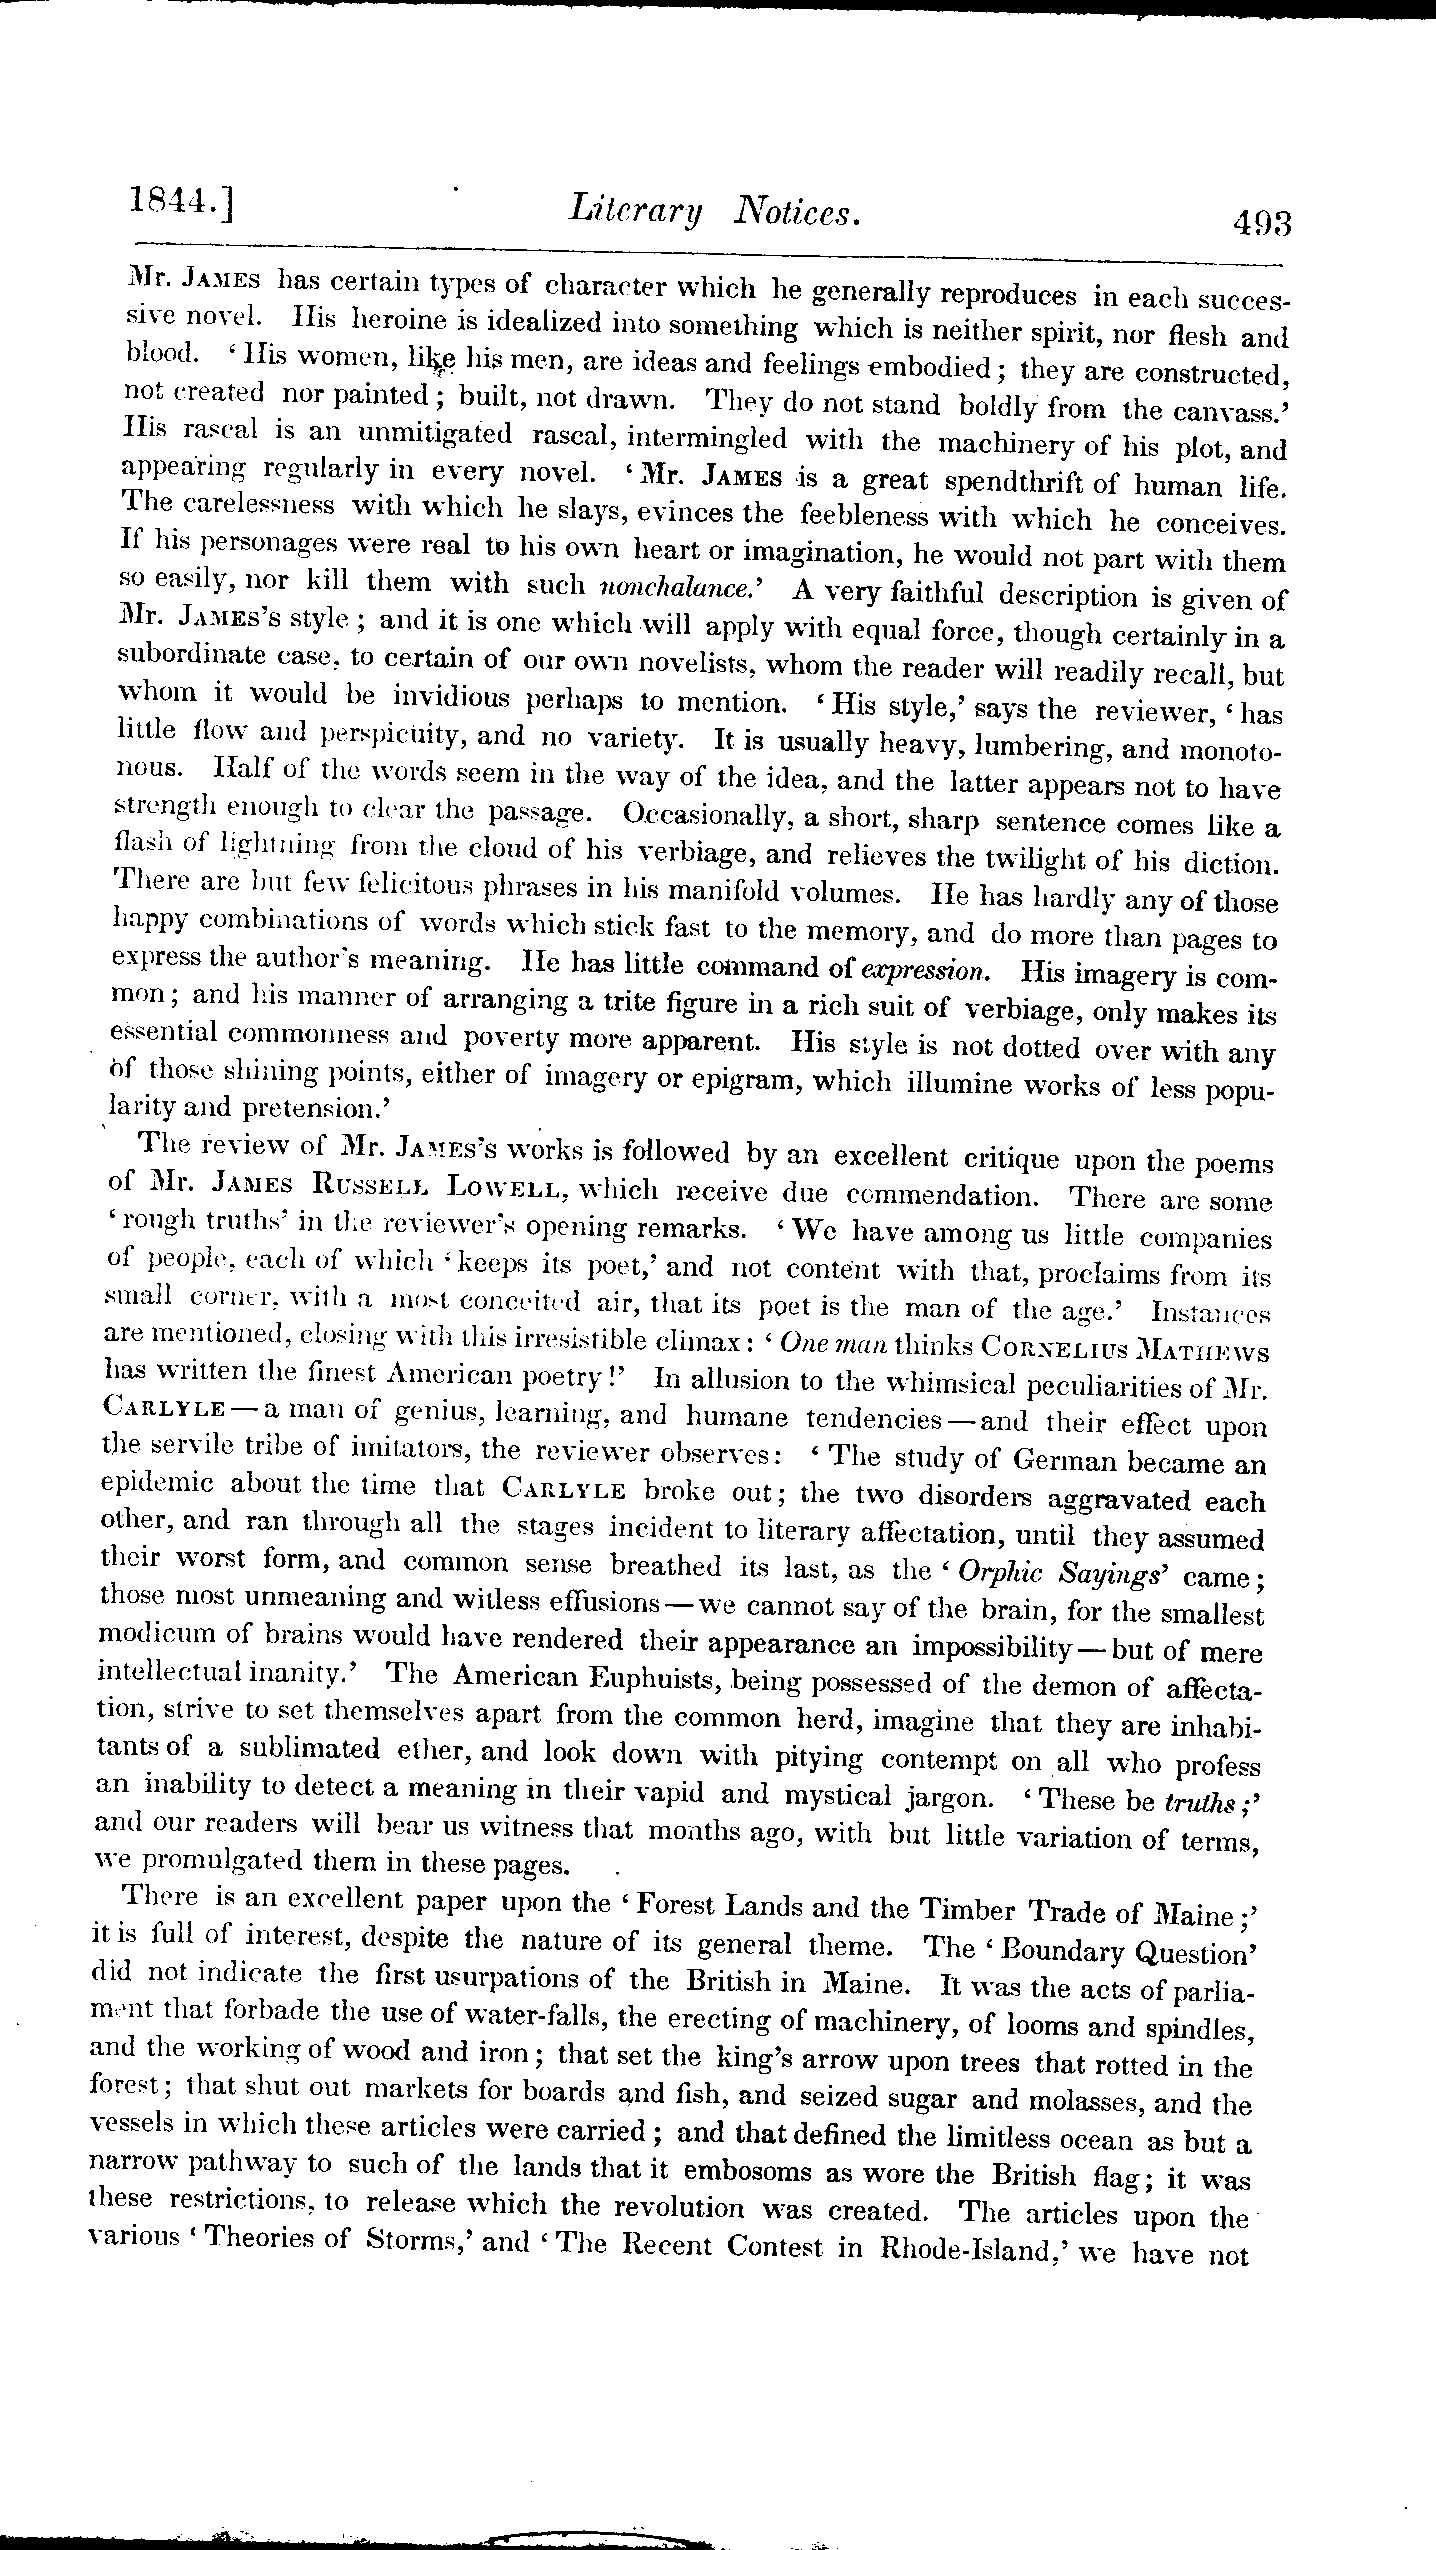 1844.] Literary Notices. 493
Mr. James has certain types of character which he generally reproduces in each succes-
sive novel. His heroine is idealized into something which is neither spirit, nor flesh and
blood. ‘His women, like his men, are ideas and feelings embodied; they are constructed,
not created nor painted; built, not drawn. They do not stand boldly from the canvass.’
His rascal is an unmitigated rascal, intermingled with the machinery of his plot, and
appearing regularly in every novel. ‘Mr. James is a great spendthrift of human life.
The carelessness with which he slays, evinces the feebleness with which he conceives.
If his personages were real to his own heart or imagination, he would not part with them
so easily, nor kill them with such nonchalance.’ A very faithful description is given of
Mr. James's style; and it is one which will apply with equal force, though certainly in a
subordinate case, to certain of our own novelists, whom the reader will readily recall, but
whom it would be invidious perhaps to mention. ‘His style,’ says the reviewer, ‘has
little flow and perspicuity, and no variety. It is usually heavy, lumbering, and monoto-
nous. Half of the words seem in the way of the idea, and the latter appears not to have
strength enough to clear the passage. Occasionally, a short, sharp sentence comes like a
flash of lightning from the cloud of his verbiage, and relieves the twilight of his diction.
There are but few felicitous phrases in his manifold volumes. He has hardly any of those
happy combinations of words which stick fast to the memory, and do more than pages to
express the author's meaning. He has little command of expression. His imagery is com-
mon; and his manner of arranging a trite figure in a rich suit of verbiage, only makes its
essential commonness and poverty more apparent. His style is not dotted over with any
of those shining points, either of imagery or epigram, which illumine works of less popu-
larity and pretension.’
The review of Mr. James's works is followed by an excellent critique upon the poems
of Mr. James Russell Lowell, which receive due commendation. There are some
‘rough truths’ in the reviewer's opening remarks. ‘We have among us little companies
of people, each of which ‘keeps its poet,’ and not content with that, proclaims from its
small corner, with a most conceited air, that its poet is the man of the age.’ Instances
are mentioned, closing with this irresistible climax: ‘One man thinks Cornelius Mathews
has written the finest American poetry!’ In allusion to the whimsical peculiarities of Mr.
Carlyle—a man of genius, learning, and humane tendencies—and their effect upon
the servile tribe of imitators, the reviewer observes: ‘The study of German became an
epidemic about the time that Carlyle broke out; the two disorders aggravated each
other, and ran through all the stages incident to literary affectation, until they assumed
their worst form, and common sense breathed its last, as the ‘Orphic Sayings’ came;
those most unmeaning and witless effusions—we cannot say of the brain, for the smallest
modicum of brains would have rendered their appearance an impossibility—but of mere
intellectual inanity.’ The American Euphuists, being possessed of the demon of affecta-
tion, strive to set themselves apart from the common herd, imagine that they are inhabi-
tants of a sublimated ether, and look down with pitying contempt on all who profess
an inability to detect a meaning in their vapid and mystical jargon. ‘These be truths;’
and our readers will bear us witness that months ago, with but little variation of terms,
we promulgated them in these pages.
There is an excellent paper upon the ‘Forest Lands and the Timber Trade of Maine;’
it is full of interest, despite the nature of its general theme. The ‘Boundary Question’
did not indicate the first usurpations of the British in Maine. It was the acts of parlia-
ment that forbade the use of water-falls, the erecting of machinery, of looms and spindles,
and the working of wood and iron; that set the king's arrow upon trees that rotted in the
forest; that shut out markets for boards and fish, and seized sugar and molasses, and the
vessels in which these articles were carried; and that defined the limitless ocean as but a
narrow pathway to such of the lands that it embosoms as wore the British flag; it was
these restrictions, to release which the revolution was created. The articles upon the
various ‘Theories of Storms,’ and ‘The Recent Contest in Rhode-Island,’ we have not